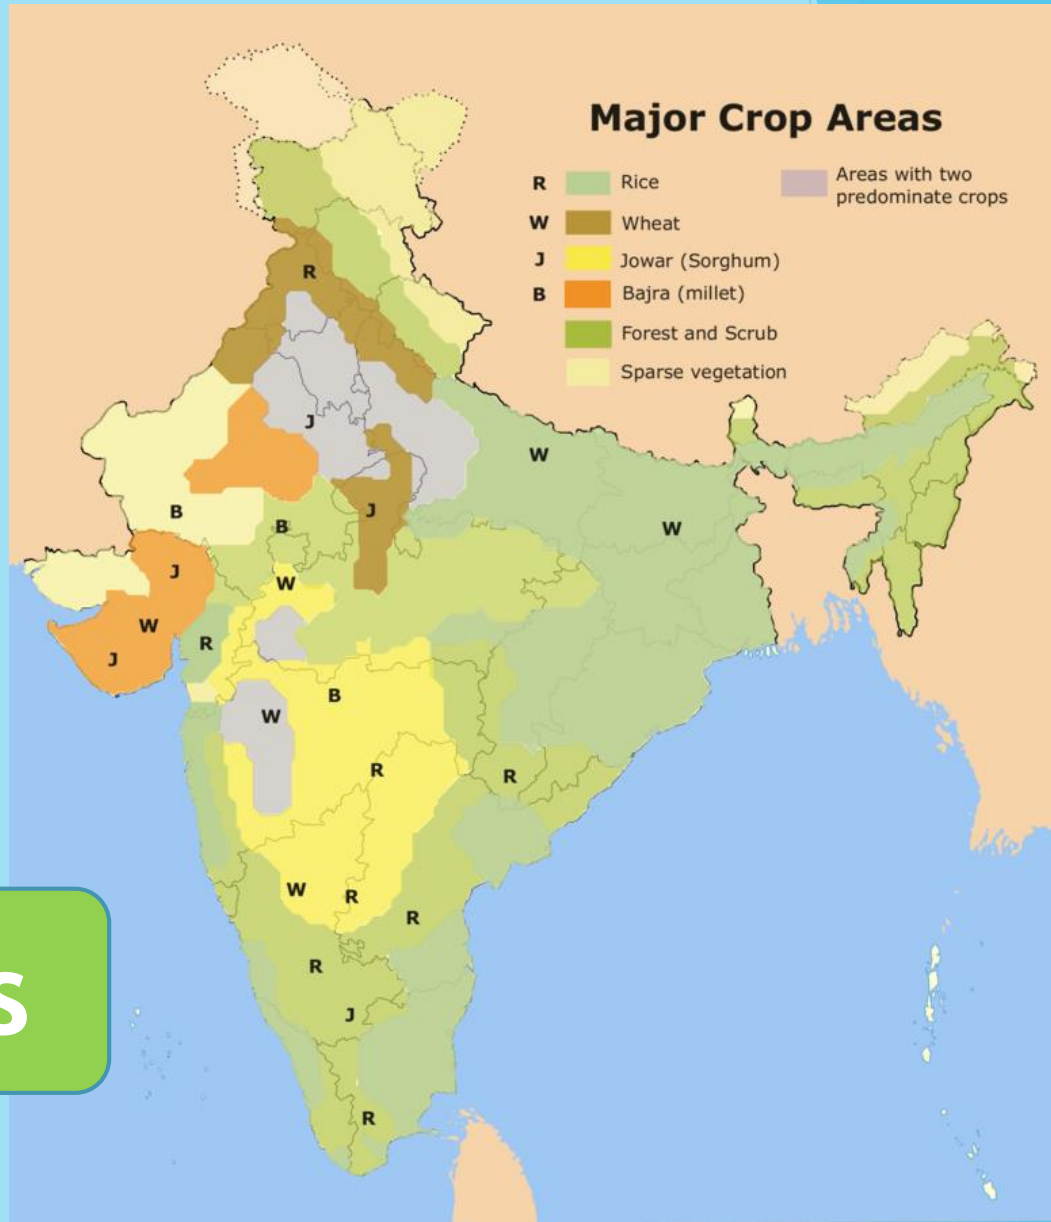 Major Crop Areas
R Rice
W Wheat
J Jowar (Sorghum)
B Bajra (millet)
Forest and Scrub
Sparse vegetation
Areas with two
predominate crops
R
J
W
B
J
B
W
J
W
W
R
J
B
W
R
R
W
R
R
R
J
R
s